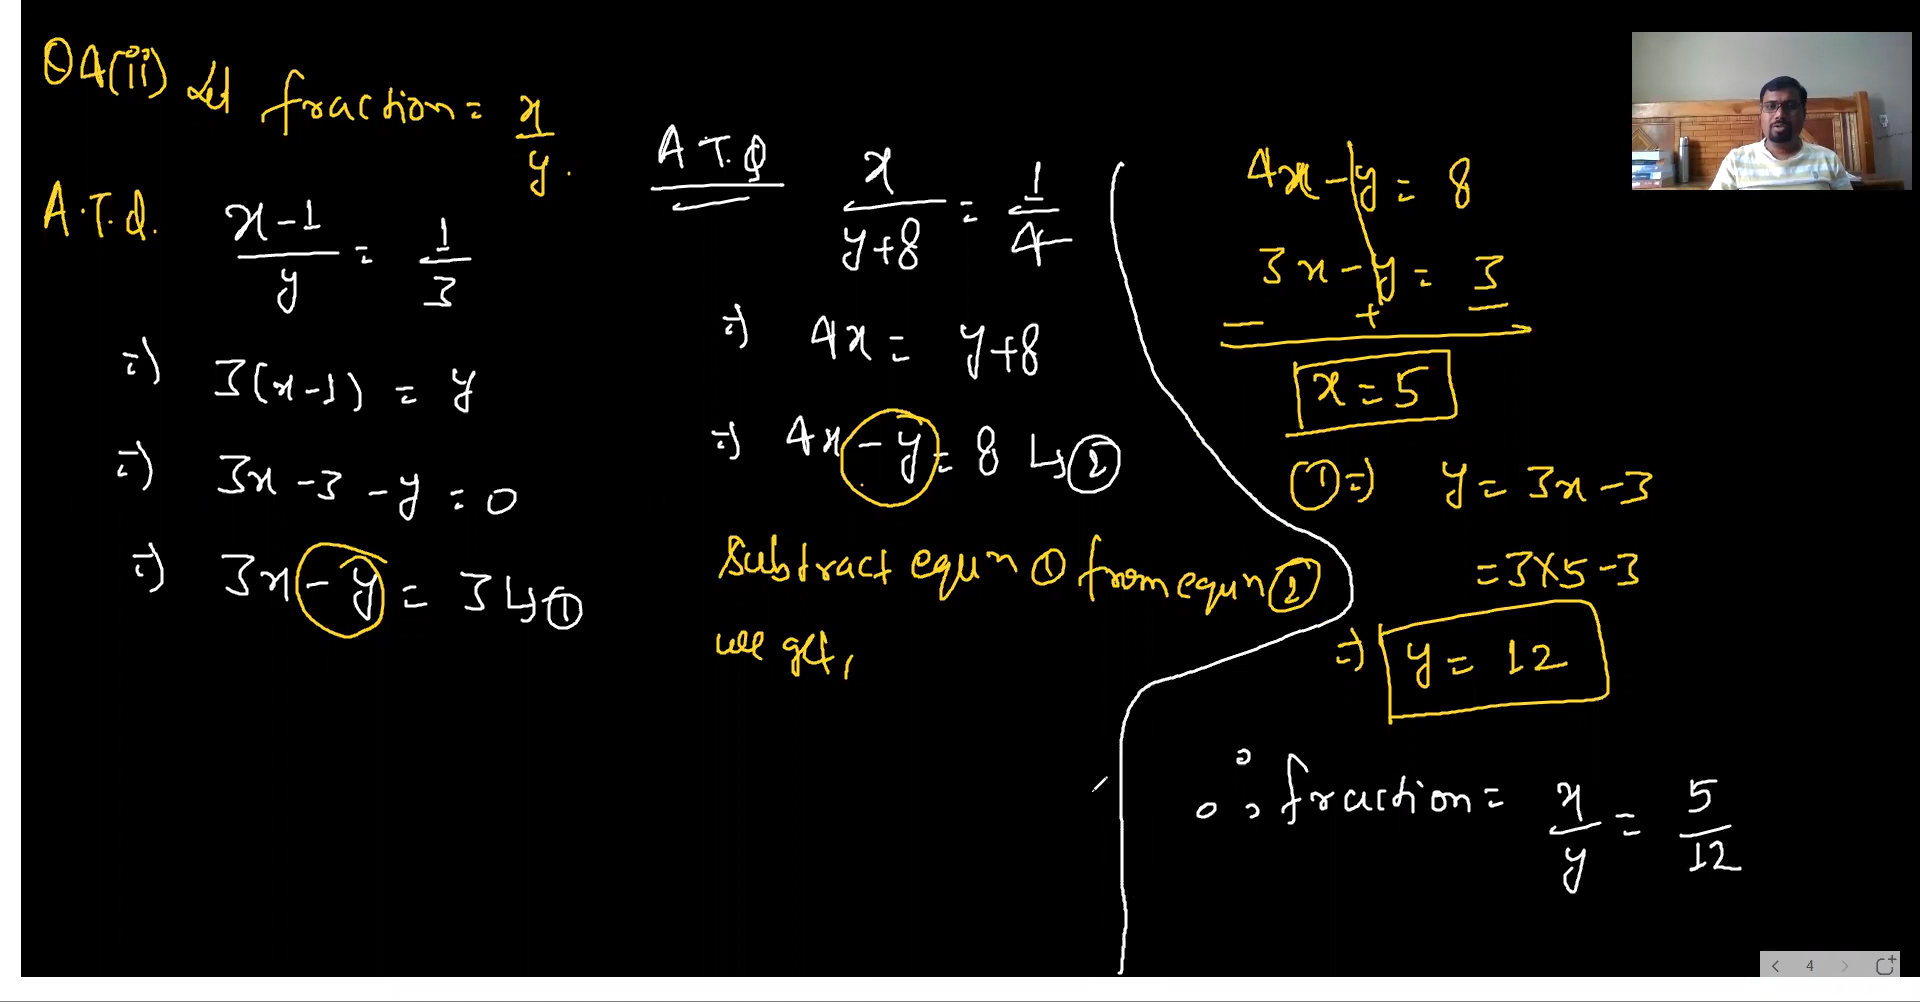 Q4(ii) Let fraction = x/y.
A.T.Q. (x-1)/y = 1/3
=) 3(x-1) = y
=) 3x -3 -y = 0
=) 3x - y = 3 ↳ ①
A T. Q x/(y+8) = 1/4
=) 4x = y+8
=) 4x - y = 8 ↳ ②
Subtract equn ① from equn ②
we get,
4x - y = 8
3x - y = 3
- + -
x = 5
① =) y = 3x - 3
= 3×5 - 3
=) y = 12
∴ fraction = x/y = 5/12
4